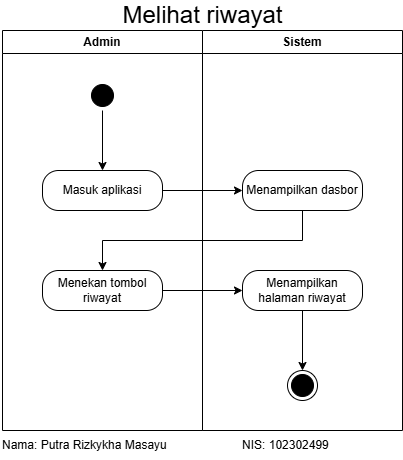 Melihat riwayat
Admin
Sistem
Masuk aplikasi
Menampilkan dasbor
Menekan tombol
riwayat
Menampilkan
halaman riwayat
Nama: Putra Rizkykha Masayu
NIS: 102302499